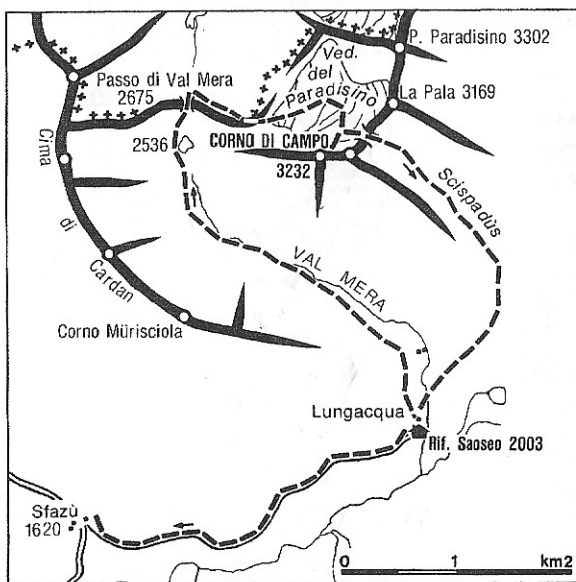 P. Paradisino 3302
Ved.
del
Paradisino
Passo di Val Mera
2675
La Pala 3169
2536
CORNO DI CAMPO
3232
Cima
di
Cardan
Scispadùs
VAL MERA
Corno Mürisciola
Lungacqua
Rif. Saoseo 2003
Sfazù
1620
0 1 km2